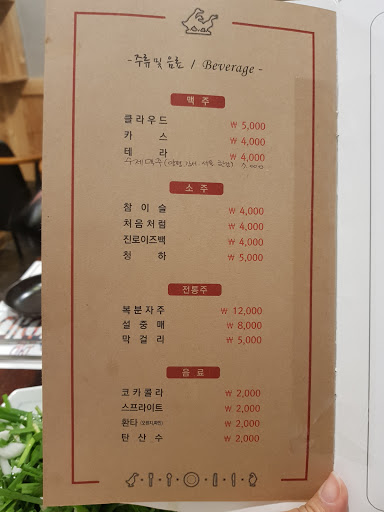 -주류 및 음료 / Beverage-
맥 주
클라우드 ₩ 5,000
카 스 ₩ 4,000
테 라 ₩ 4,000
수제맥주
소 주
참 이 슬 ₩ 4,000
처음처럼 ₩ 4,000
진로이즈백 ₩ 4,000
청 하 ₩ 5,000
전통주
복 분 자 주 ₩ 12,000
설 중 매 ₩ 8,000
막 걸 리 ₩ 5,000
음 료
코카콜라 ₩ 2,000
스프라이트 ₩ 2,000
환타 ₩ 2,000
탄 산 수 ₩ 2,000